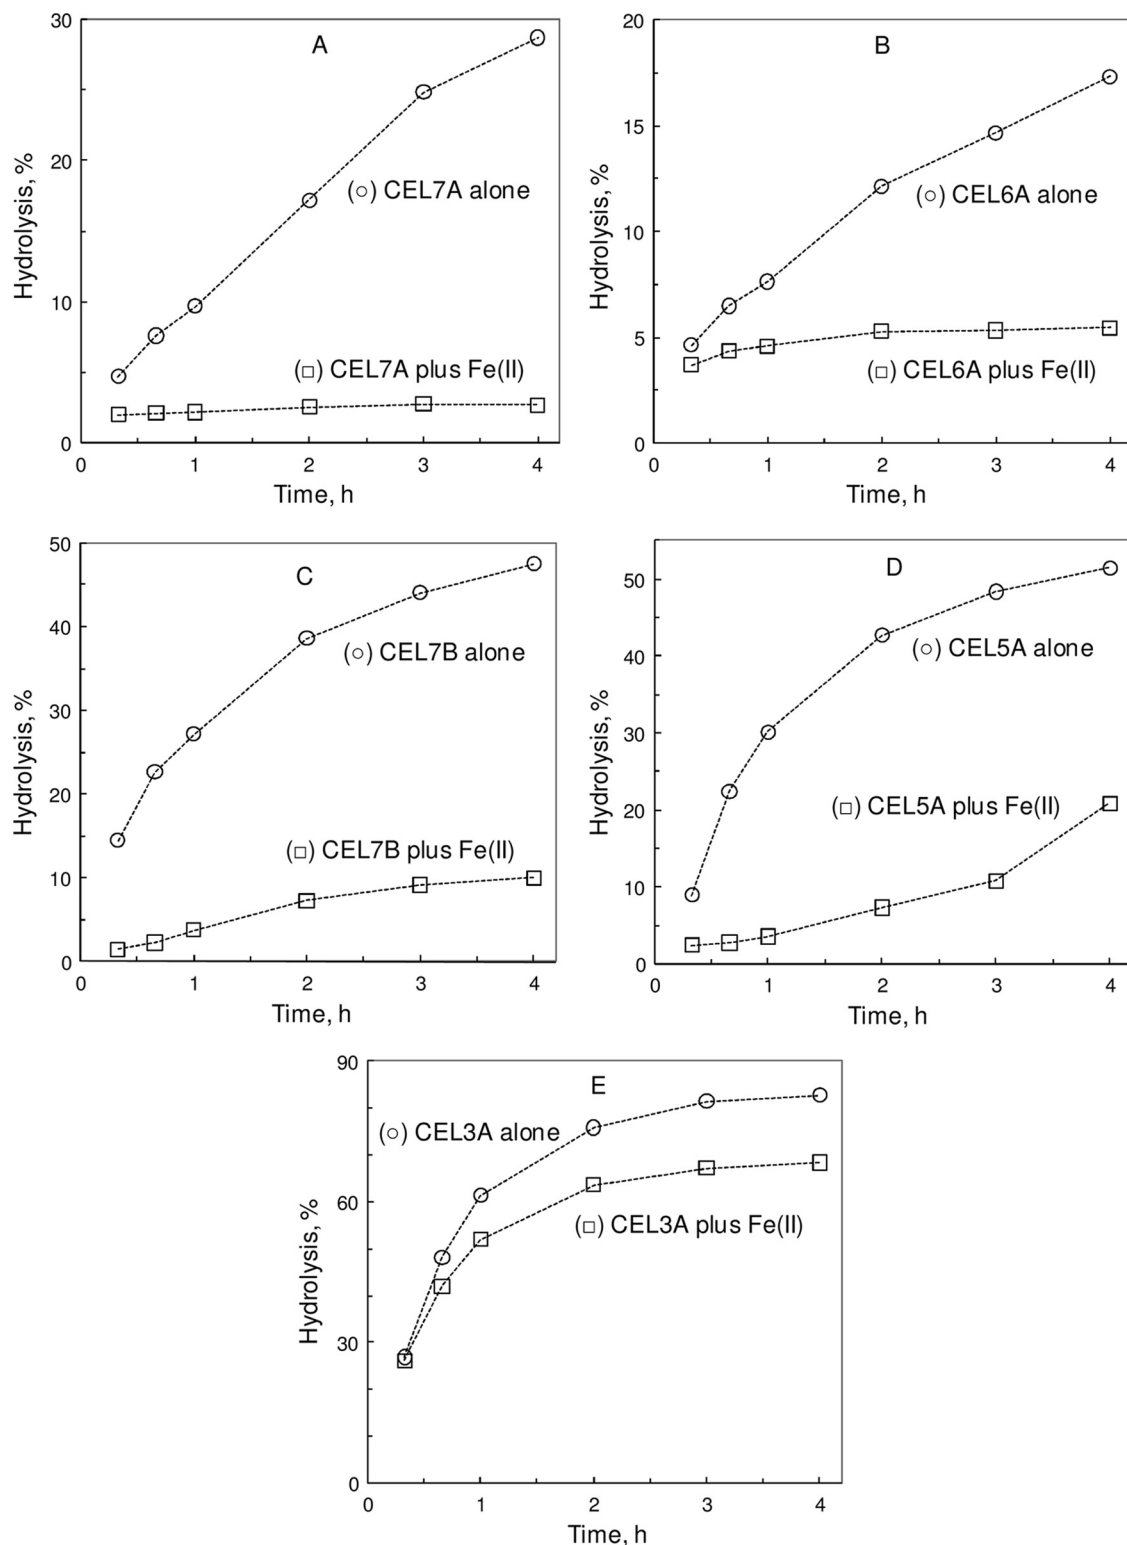 A
Hydrolysis, %
30
20
10
0
(○) CEL7A alone
(□) CEL7A plus Fe(II)
0 1 2 3 4
Time, h
B
Hydrolysis, %
20
15
10
5
0
(○) CEL6A alone
(□) CEL6A plus Fe(II)
0 1 2 3 4
Time, h
C
Hydrolysis, %
50
40
30
20
10
0
(○) CEL7B alone
(□) CEL7B plus Fe(II)
0 1 2 3 4
Time, h
D
Hydrolysis, %
50
40
30
20
10
0
(○) CEL5A alone
(□) CEL5A plus Fe(II)
0 1 2 3 4
Time, h
E
Hydrolysis, %
90
60
30
0
(○) CEL3A alone
(□) CEL3A plus Fe(II)
0 1 2 3 4
Time, h